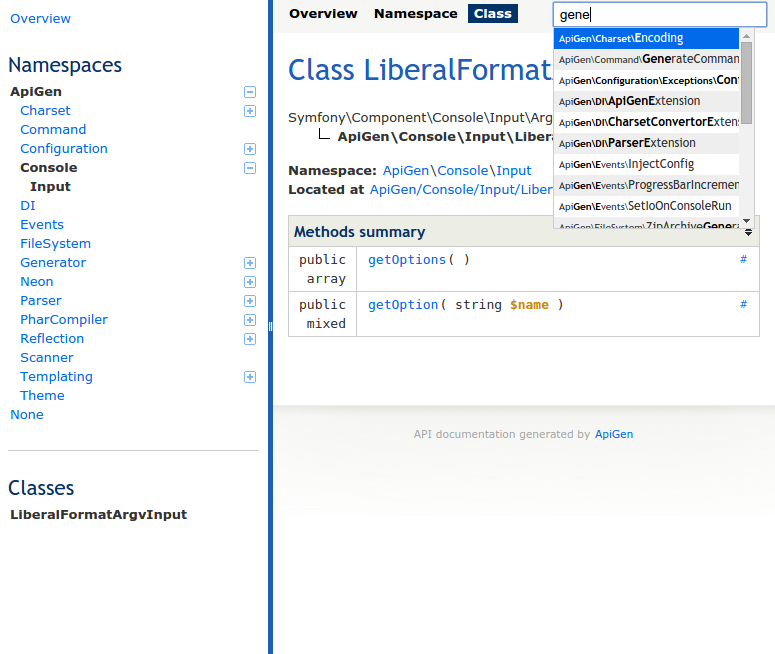 Overview
Namespaces
ApiGen
Charset
Command
Configuration
Console
Input
DI
Events
FileSystem
Generator
Neon
Parser
PharCompiler
Reflection
Scanner
Templating
Theme
None
Classes
LiberalFormatArgvInput
Overview Namespace Class
gene
ApiGen\Charset\Encoding
ApiGen\Command\GenerateComman
ApiGen\Configuration\Exceptions\Con
ApiGen\DI\ApiGenExtension
ApiGen\DI\CharsetConvertorExten
ApiGen\DI\ParserExtension
ApiGen\Events\InjectConfig
ApiGen\Events\ProgressBarIncremen
ApiGen\Events\SetIoOnConsoleRun
ApiGen\FileSystem\ZipArchiveGenera
Class LiberalFormat
Symfony\Component\Console\Input\Arg
ApiGen\Console\Input\Libera
Namespace: ApiGen\Console\Input
Located at ApiGen/Console/Input/Liber
Methods summary
public array getOptions( ) #
public mixed getOption( string $name ) #
API documentation generated by ApiGen